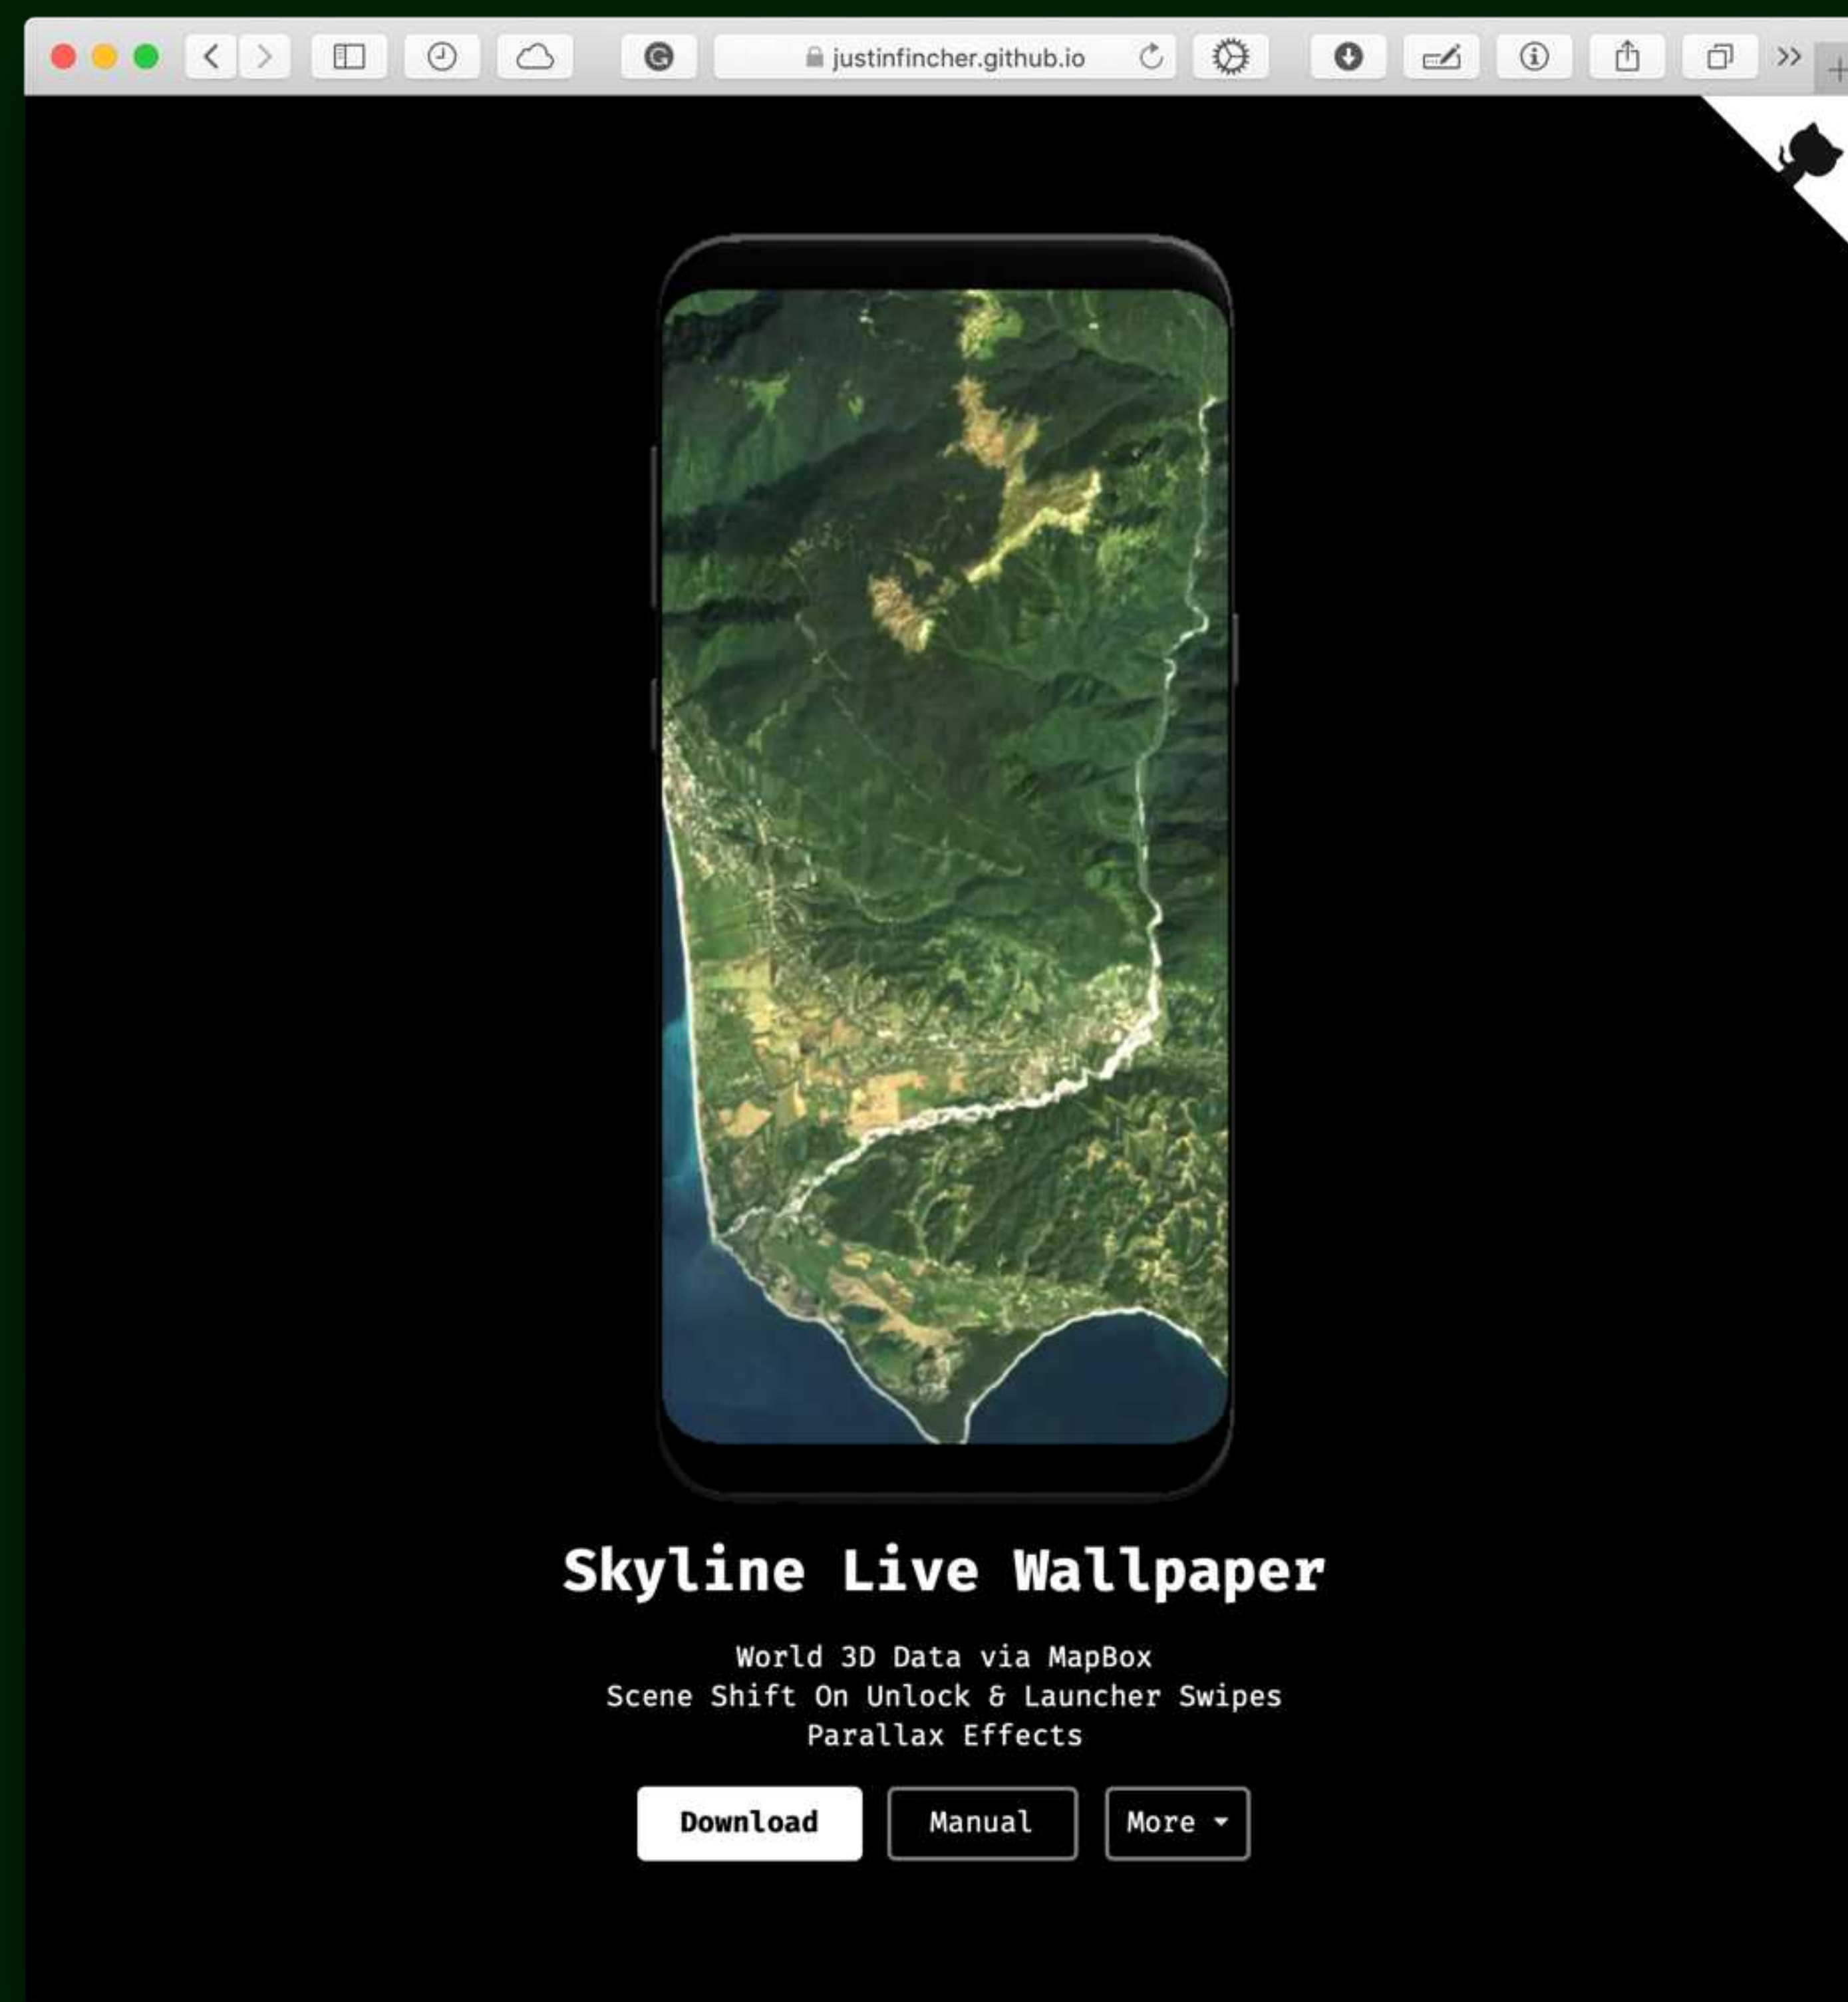 justinfincher.github.io
Skyline Live Wallpaper
World 3D Data via MapBox
Scene Shift On Unlock & Launcher Swipes
Parallax Effects
Download
Manual
More